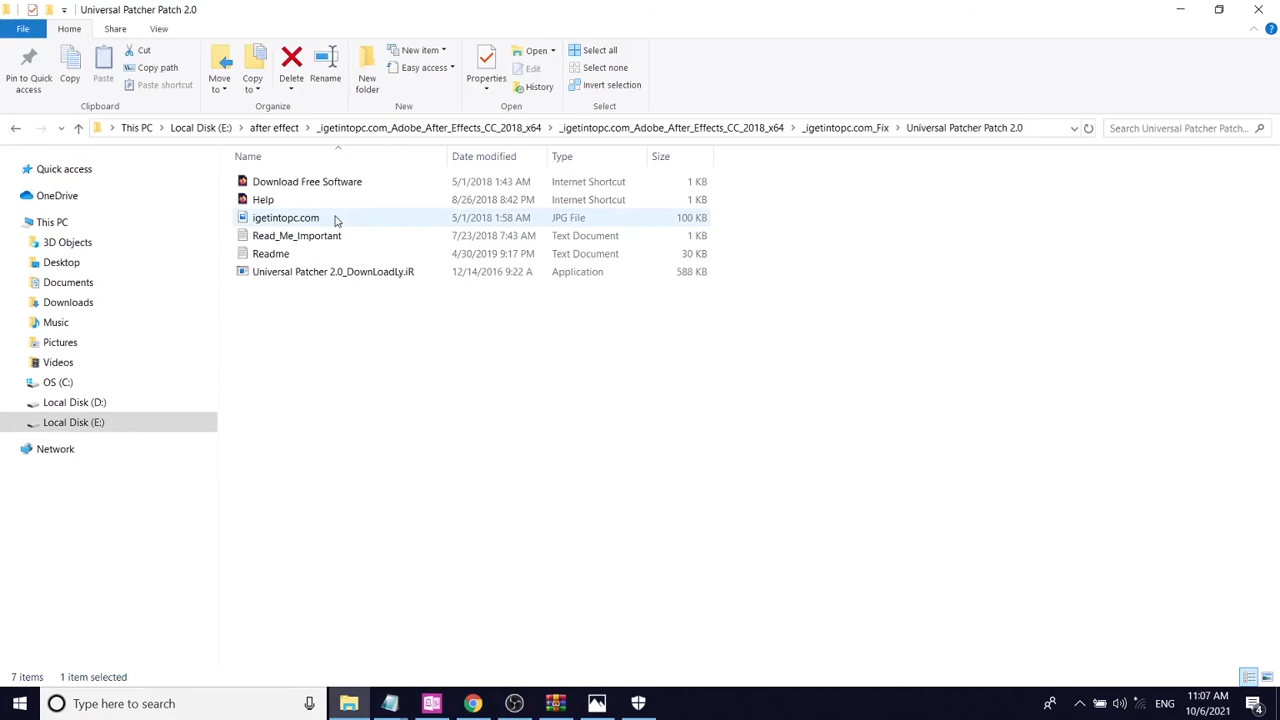 Universal Patcher Patch 2.0
File Home Share View
Pin to Quick access
Copy
Paste
Cut
Copy path
Paste shortcut
Move to
Copy to
Delete
Rename
New folder
New item
Easy access
Properties
Open
Edit
History
Select all
Select none
Invert selection
Clipboard Organize New Open Select
This PC Local Disk (E:) after effect _igetintopc.com_Adobe_After_Effects_CC_2018_x64 _igetintopc.com_Adobe_After_Effects_CC_2018_x64 _igetintopc.com_Fix Universal Patcher Patch 2.0 Search Universal Patcher Patch...
Name Date modified Type Size
Download Free Software 5/1/2018 1:43 AM Internet Shortcut 1 KB
Help 8/26/2018 8:42 PM Internet Shortcut 1 KB
igetintopc.com 5/1/2018 1:58 AM JPG File 100 KB
Read_Me_Important 7/23/2018 7:43 AM Text Document 1 KB
Readme 4/30/2019 9:17 PM Text Document 30 KB
Universal Patcher 2.0_DownLoadLy.iR 12/14/2016 9:22 A Application 588 KB
Quick access
OneDrive
This PC
3D Objects
Desktop
Documents
Downloads
Music
Pictures
Videos
OS (C:)
Local Disk (D:)
Local Disk (E:)
Network
7 items 1 item selected
Type here to search
ENG
11:07 AM
10/6/2021
4